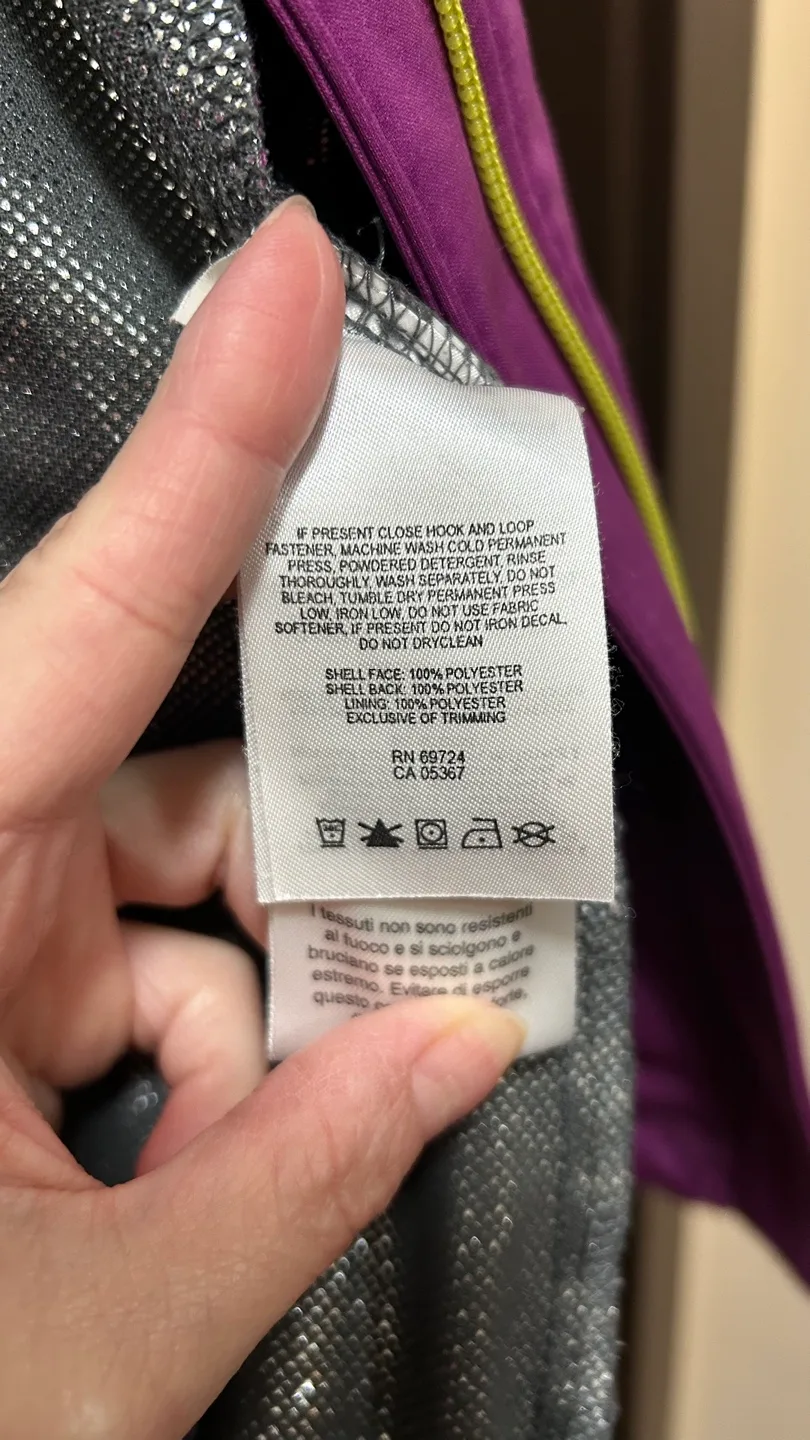 IF PRESENT CLOSE HOOK AND LOOP
FASTENER, MACHINE WASH COLD PERMANENT
PRESS, POWDERED DETERGENT, RINSE
THOROUGHLY, WASH SEPARATELY, DO NOT
BLEACH, TUMBLE DRY PERMANENT PRESS
LOW, IRON LOW, DO NOT USE FABRIC
SOFTENER, IF PRESENT DO NOT IRON DECAL,
DO NOT DRYCLEAN
SHELL FACE: 100% POLYESTER
SHELL BACK: 100% POLYESTER
LINING: 100% POLYESTER
EXCLUSIVE OF TRIMMING
RN 69724
CA 05367
I tessuti non sono resistenti
al fuoco e si sciolgono e
bruciano se esposti a calore
estremo. Evitare di esporre
questo